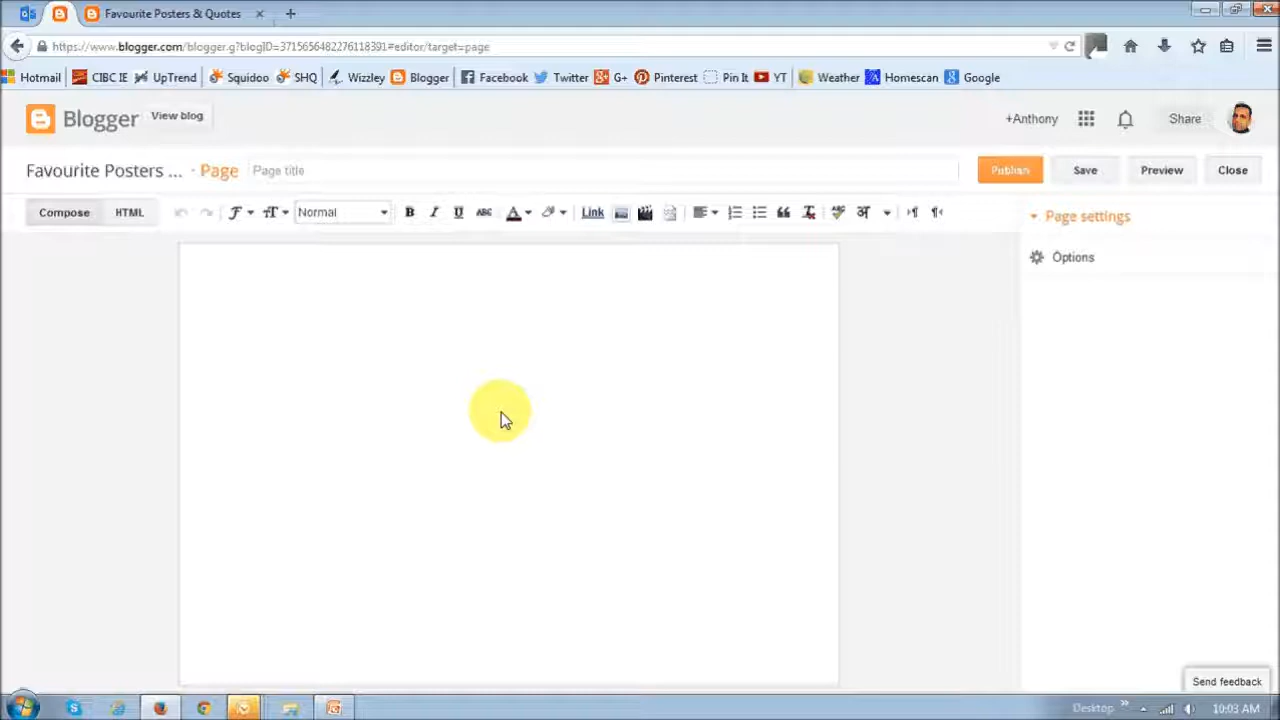 Favourite Posters & Quotes
https://www.blogger.com/blogger.g?blogID=3715656482276118391#editor/target=page
Hotmail CIBC IE UpTrend Squidoo SHQ Wizzley Blogger Facebook Twitter G+ Pinterest Pin It YT Weather Homescan Google
Blogger View blog +Anthony Share
Favourite Posters ... · Page Page title Publish Save Preview Close
Compose HTML Normal B I U ABC A Link अ
Page settings
Options
Send feedback
Desktop 10:03 AM